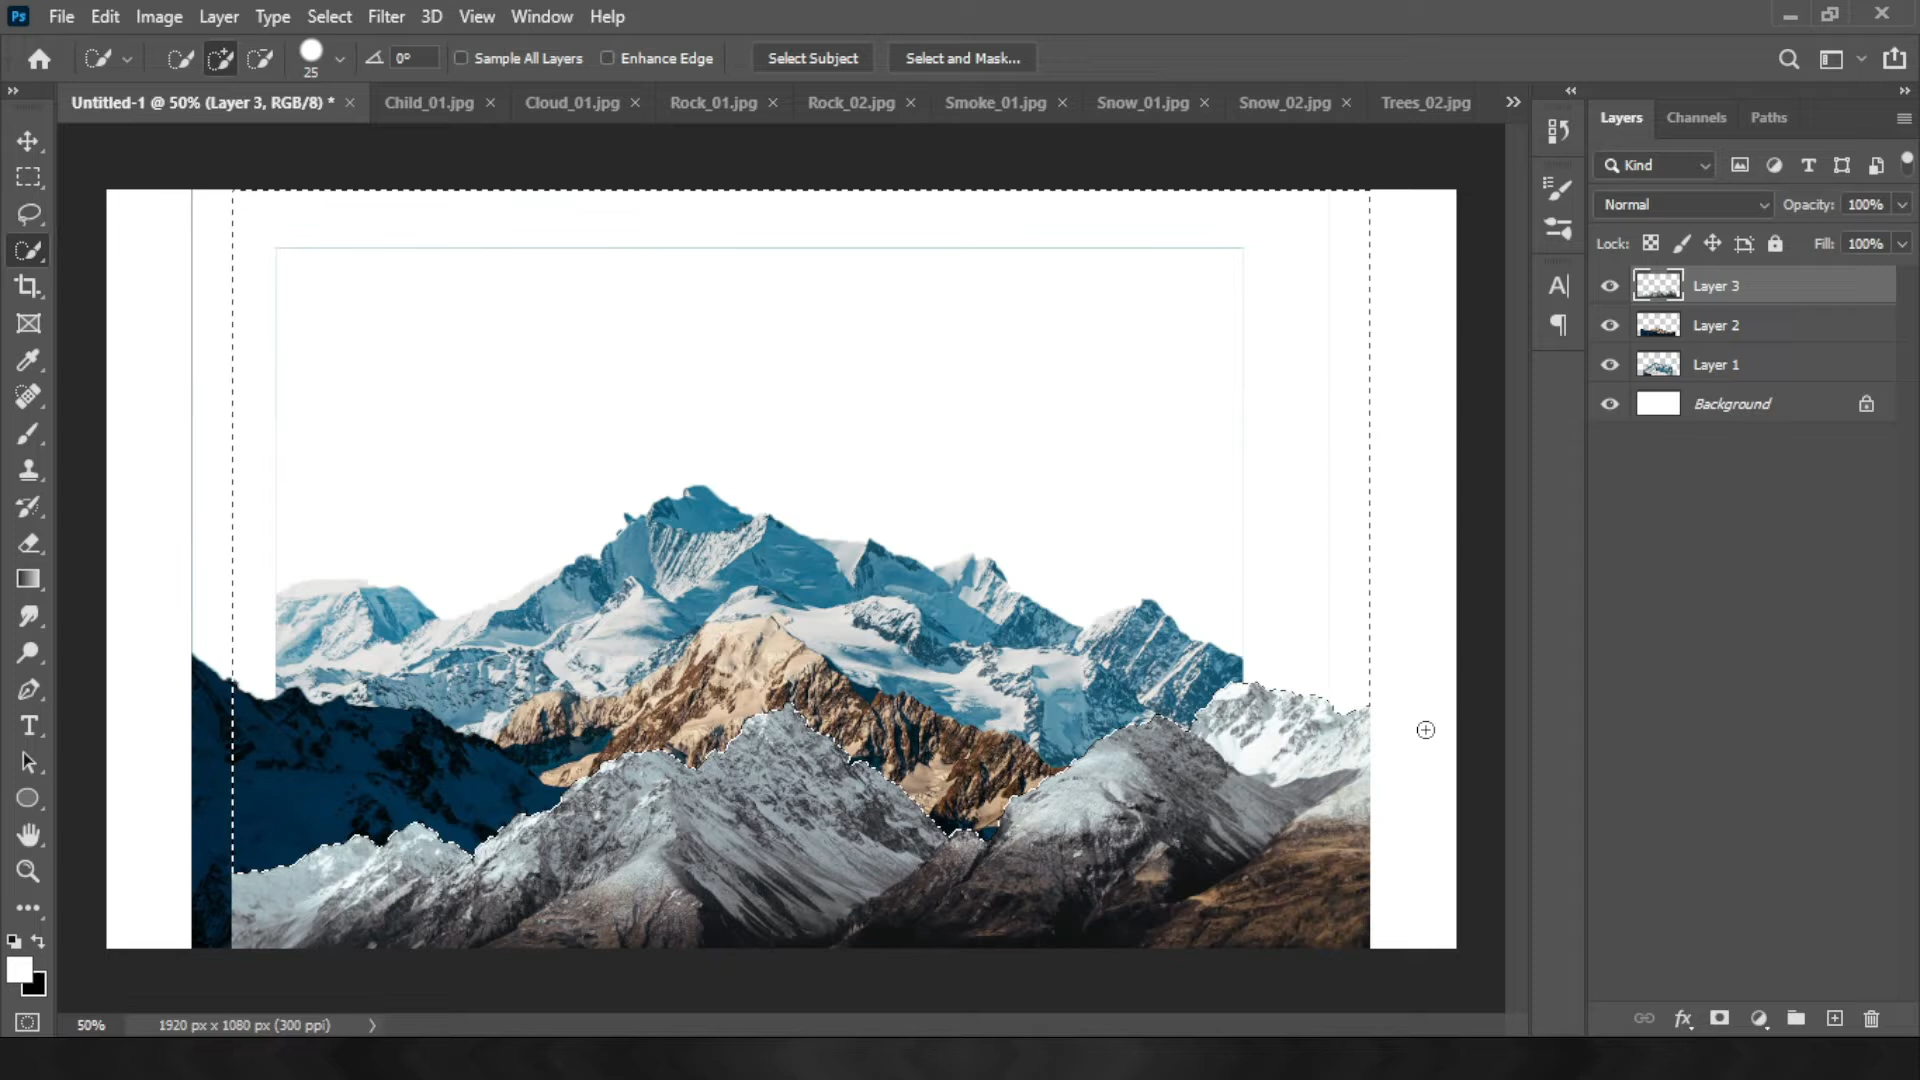 Ps File Edit Image Layer Type Select Filter 3D View Window Help
25 0° Sample All Layers Enhance Edge Select Subject Select and Mask...
Untitled-1 @ 50% (Layer 3, RGB/8) * Child_01.jpg Cloud_01.jpg Rock_01.jpg Rock_02.jpg Smoke_01.jpg Snow_01.jpg Snow_02.jpg Trees_02.jpg
Layers Channels Paths
Kind
Normal Opacity: 100%
Lock: Fill: 100%
Layer 3
Layer 2
Layer 1
Background
50% 1920 px x 1080 px (300 ppi)